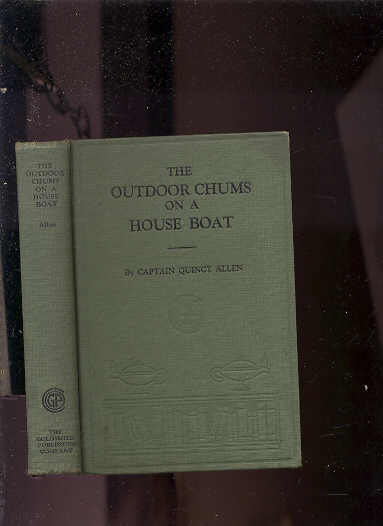 THE
OUTDOOR CHUMS
ON A
HOUSE BOAT
Allen
GPC
THE
GOLDSMITH
PUBLISHING
COMPANY
THE
OUTDOOR CHUMS
ON A
HOUSE BOAT
By CAPTAIN QUINCY ALLEN